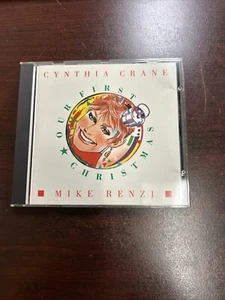 CYNTHIA CRANE
OUR FIRST
CHRISTMAS
MIKE RENZI